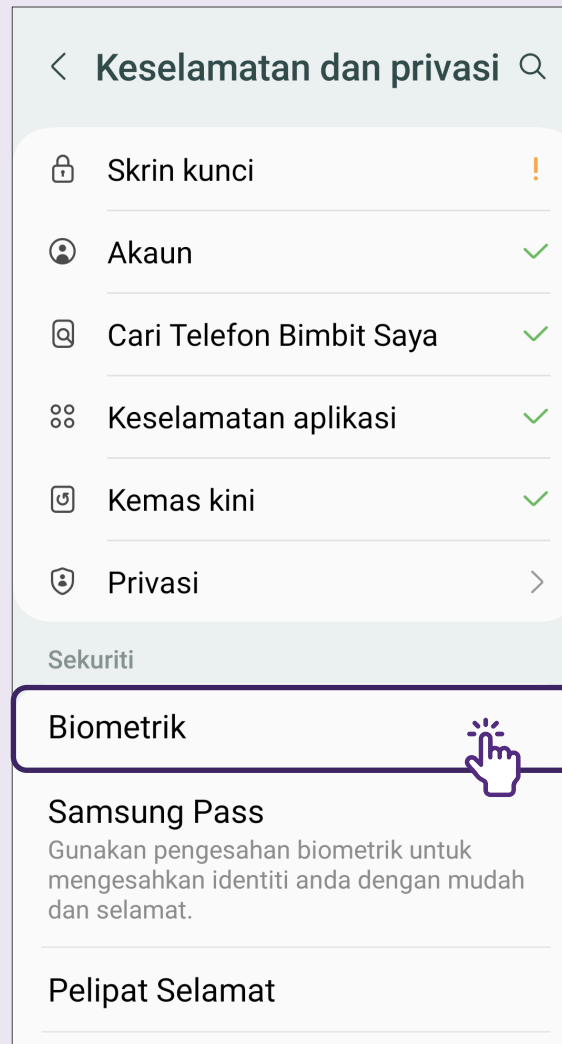 Keselamatan dan privasi
Skrin kunci
Akaun
Cari Telefon Bimbit Saya
Keselamatan aplikasi
Kemas kini
Privasi
Sekuriti
Biometrik
Samsung Pass
Gunakan pengesahan biometrik untuk
mengesahkan identiti anda dengan mudah
dan selamat.
Pelipat Selamat